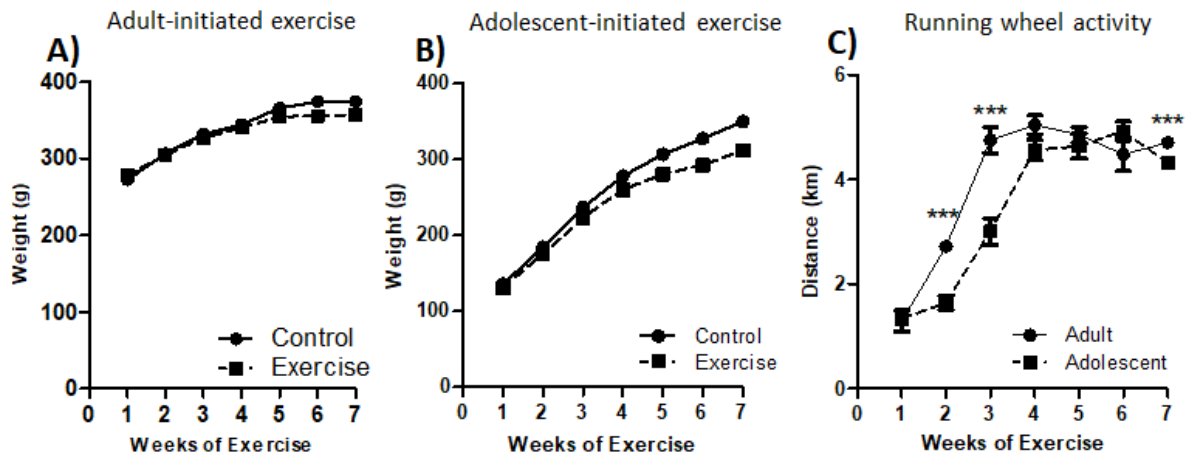 Adult-initiated exercise
A)
400
300
200
100
0
Weight (g)
Control
Exercise
0 1 2 3 4 5 6 7
Weeks of Exercise
Adolescent-initiated exercise
B)
400
300
200
100
0
Weight (g)
Control
Exercise
0 1 2 3 4 5 6 7
Weeks of Exercise
Running wheel activity
C)
6
4
2
0
Distance (km)
***
***
***
Adult
Adolescent
0 1 2 3 4 5 6 7
Weeks of Exercise